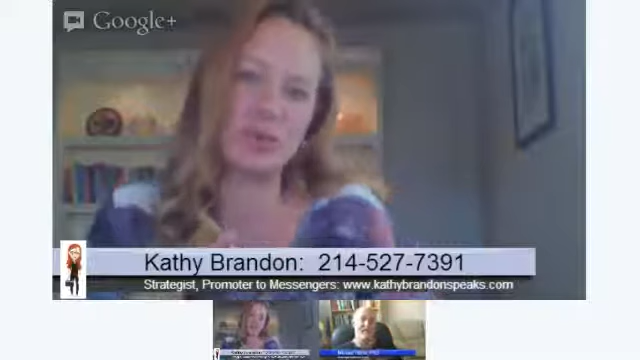 Google+
Kathy Brandon: 214-527-7391
Strategist, Promoter to Messengers: www.kathybrandonspeaks.com